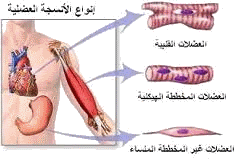 أنواع الأنسجة العضلية
العضلات القلبية
العضلات المخططة الهيكلية
العضلات غير المخططة الملساء